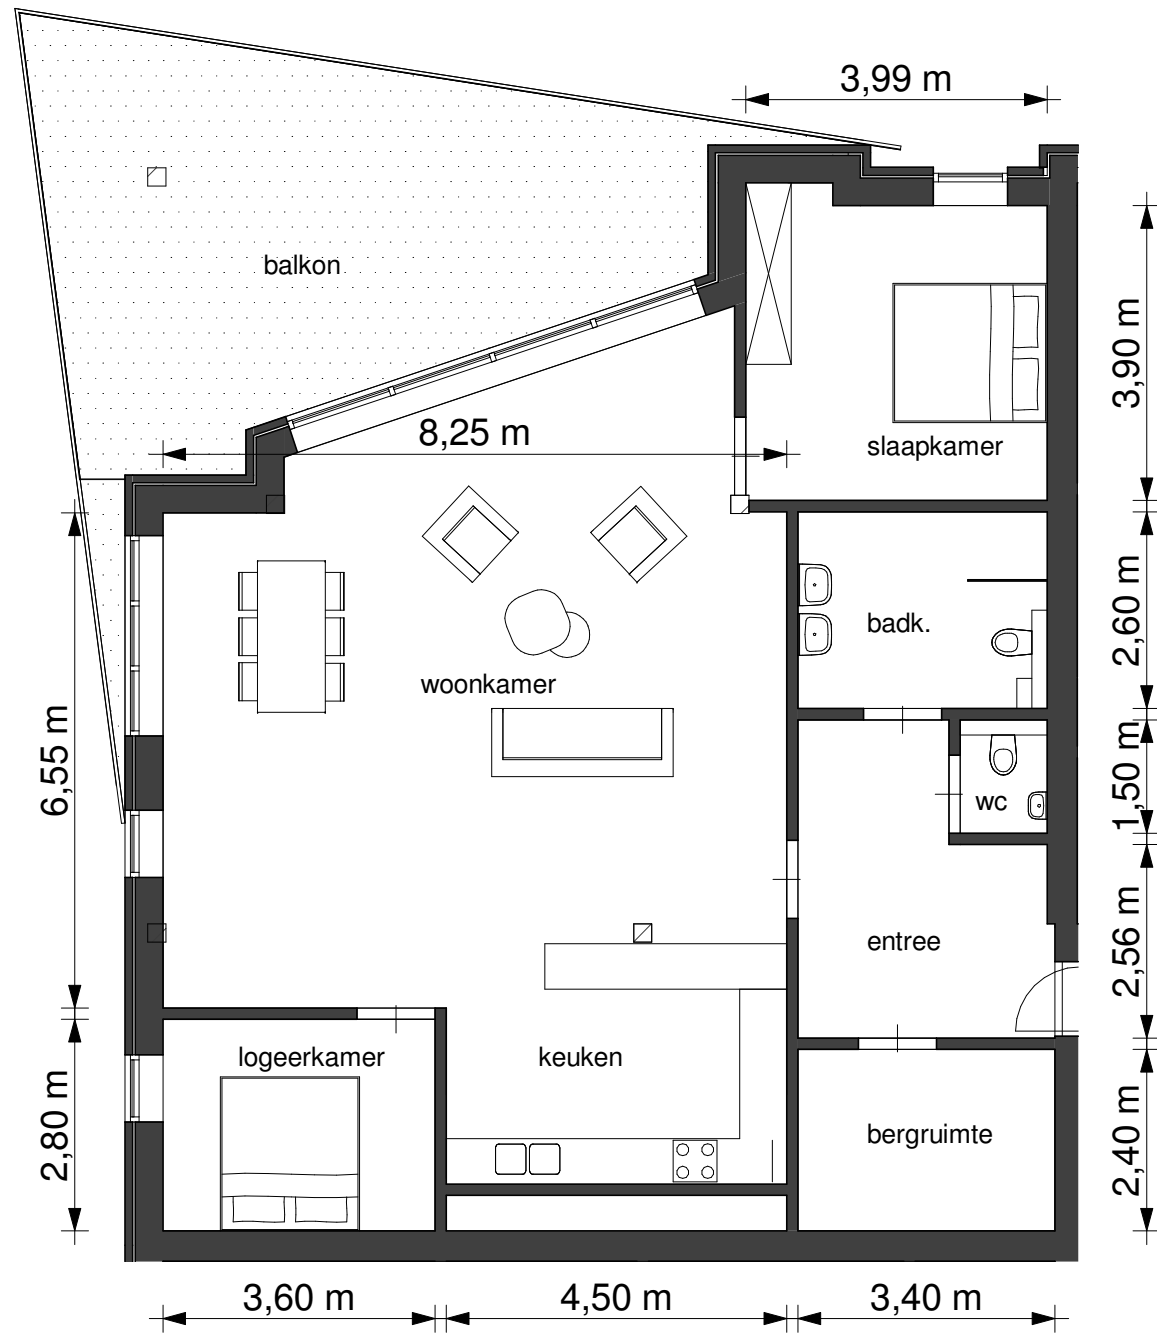 3,99 m
balkon
3,90 m
8,25 m
slaapkamer
2,60 m
badk.
woonkamer
6,55 m
1,50 m
wc
2,56 m
entree
logeerkamer
keuken
2,80 m
bergruimte
2,40 m
3,60 m
4,50 m
3,40 m